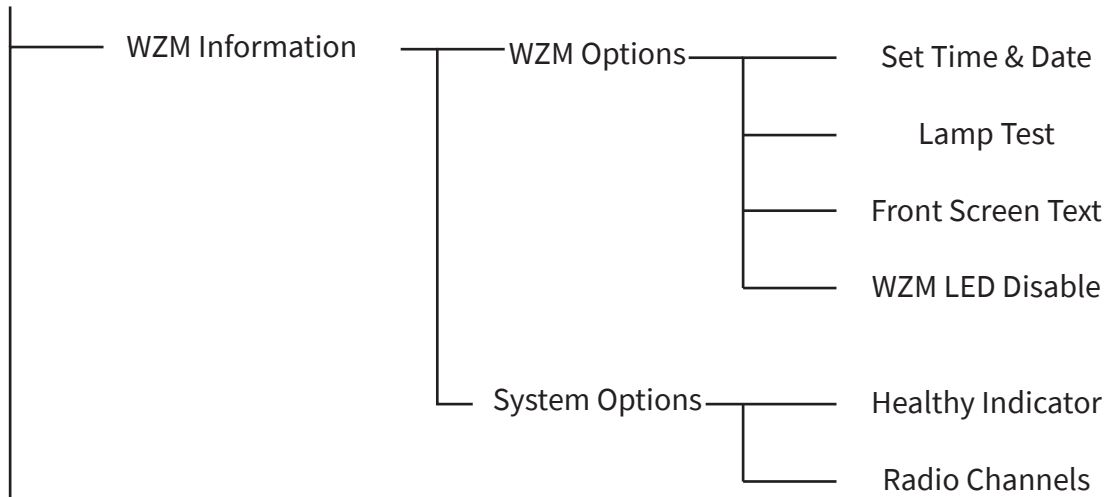 WZM Information
WZM Options
Set Time & Date
Lamp Test
Front Screen Text
WZM LED Disable
System Options
Healthy Indicator
Radio Channels